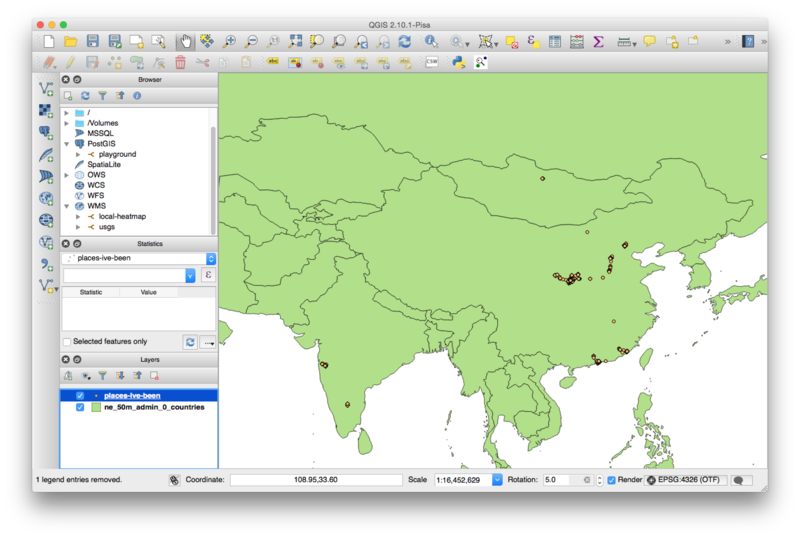 QGIS 2.10.1-Pisa
abc
CSW
Browser
/
/Volumes
MSSQL
PostGIS
playground
SpatiaLite
OWS
WCS
WFS
WMS
local-heatmap
usgs
Statistics
places-ive-been
ε
Statistic Value
Selected features only
...
Layers
places-ive-been
ne_50m_admin_0_countries
1 legend entries removed. Coordinate: 108.95,33.60 Scale 1:16,452,629 Rotation: 5.0 Render EPSG:4326 (OTF)